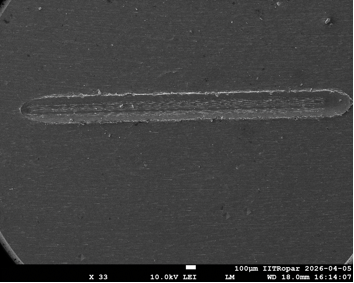 100μm IITRopar 2026-04-05
X 33 10.0kV LEI LM WD 18.0mm 16:14:07